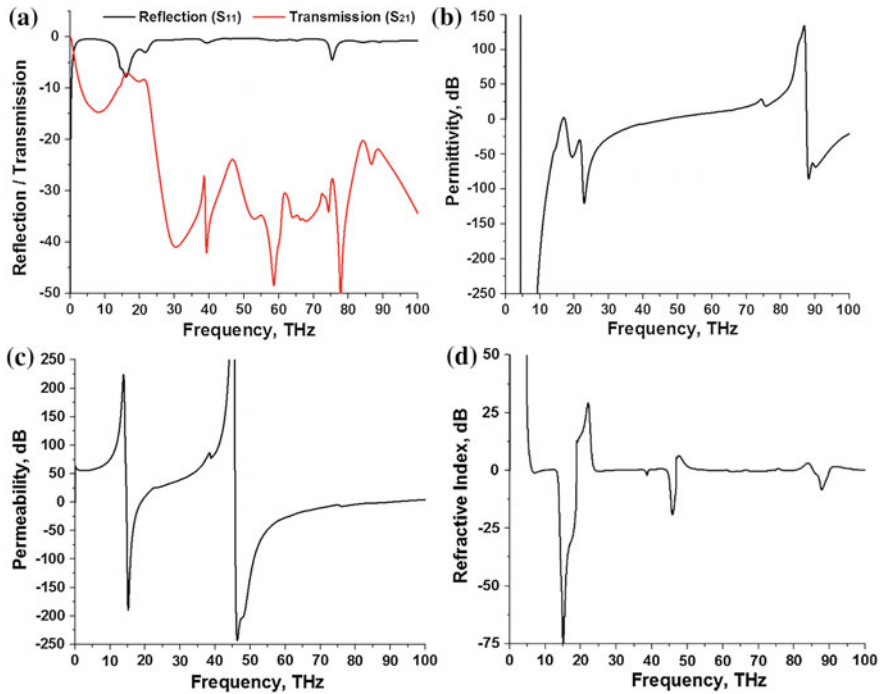 (a)
Reflection (S11)
Transmission (S21)
0
-10
-20
-30
-40
-50
Reflection / Transmission
0 10 20 30 40 50 60 70 80 90 100
Frequency, THz
(b)
150
100
50
0
-50
-100
-150
-200
-250
Permittivity, dB
0 10 20 30 40 50 60 70 80 90 100
Frequency, THz
(c)
250
200
150
100
50
0
-50
-100
-150
-200
-250
Permeability, dB
0 10 20 30 40 50 60 70 80 90 100
Frequency, THz
(d)
50
25
0
-25
-50
-75
Refractive Index, dB
0 10 20 30 40 50 60 70 80 90 100
Frequency, THz